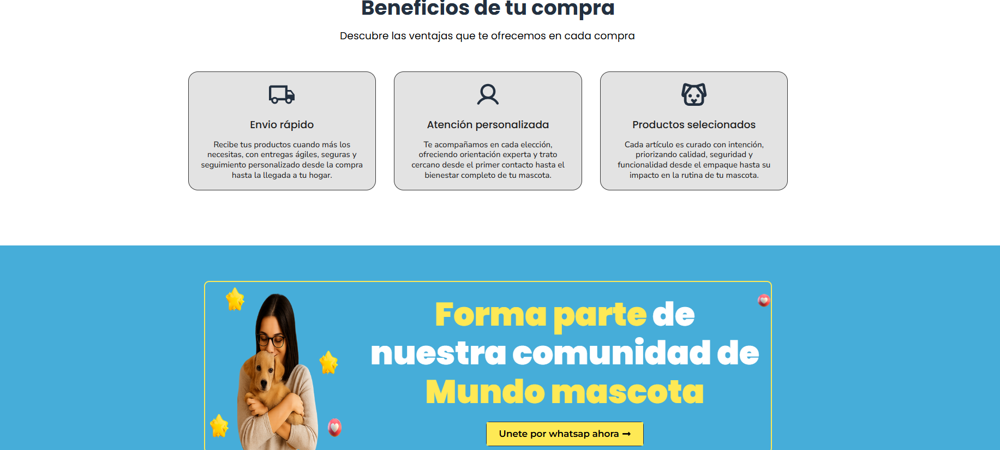 Beneficios de tu compra
Descubre las ventajas que te ofrecemos en cada compra
Envio rápido
Recibe tus productos cuando más los
necesitas, con entregas ágiles, seguras y
seguimiento personalizado desde la compra
hasta la llegada a tu hogar.
Atención personalizada
Te acompañamos en cada elección,
ofreciendo orientación experta y trato
cercano desde el primer contacto hasta el
bienestar completo de tu mascota.
Productos selecionados
Cada artículo es curado con intención,
priorizando calidad, seguridad y
funcionalidad desde el empaque hasta su
impacto en la rutina de tu mascota.
Forma parte de
nuestra comunidad de
Mundo mascota
Unete por whatsap ahora